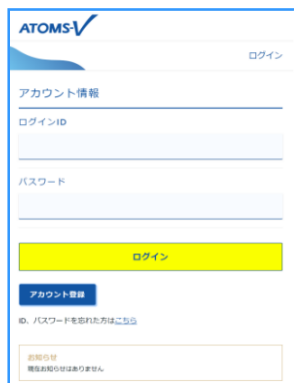 ATOMS-V
ログイン
アカウント情報
ログインID
パスワード
ログイン
アカウント登録
ID、パスワードを忘れた方はこちら
お知らせ
現在お知らせはありません